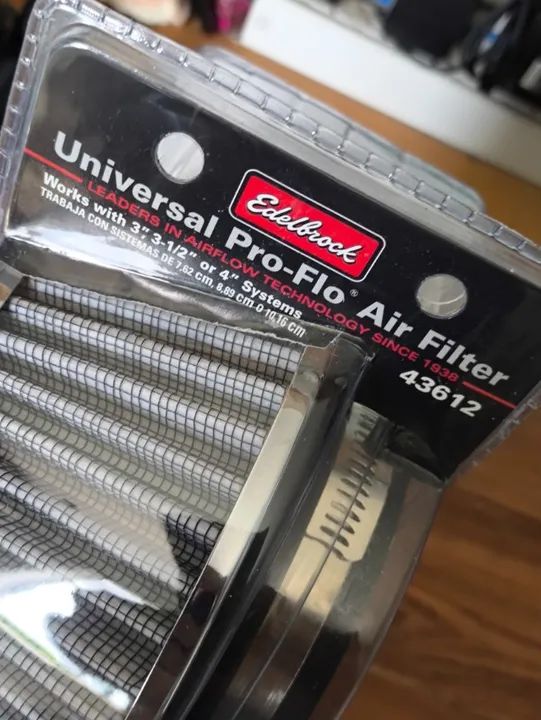 Edelbrock
Universal Pro-Flo® Air Filter
LEADERS IN AIRFLOW TECHNOLOGY SINCE 1938
Works with 3" 3-1/2" or 4" Systems
TRABAJA CON SISTEMAS DE 7.62 cm, 8.89 cm O 10.16 cm
43612